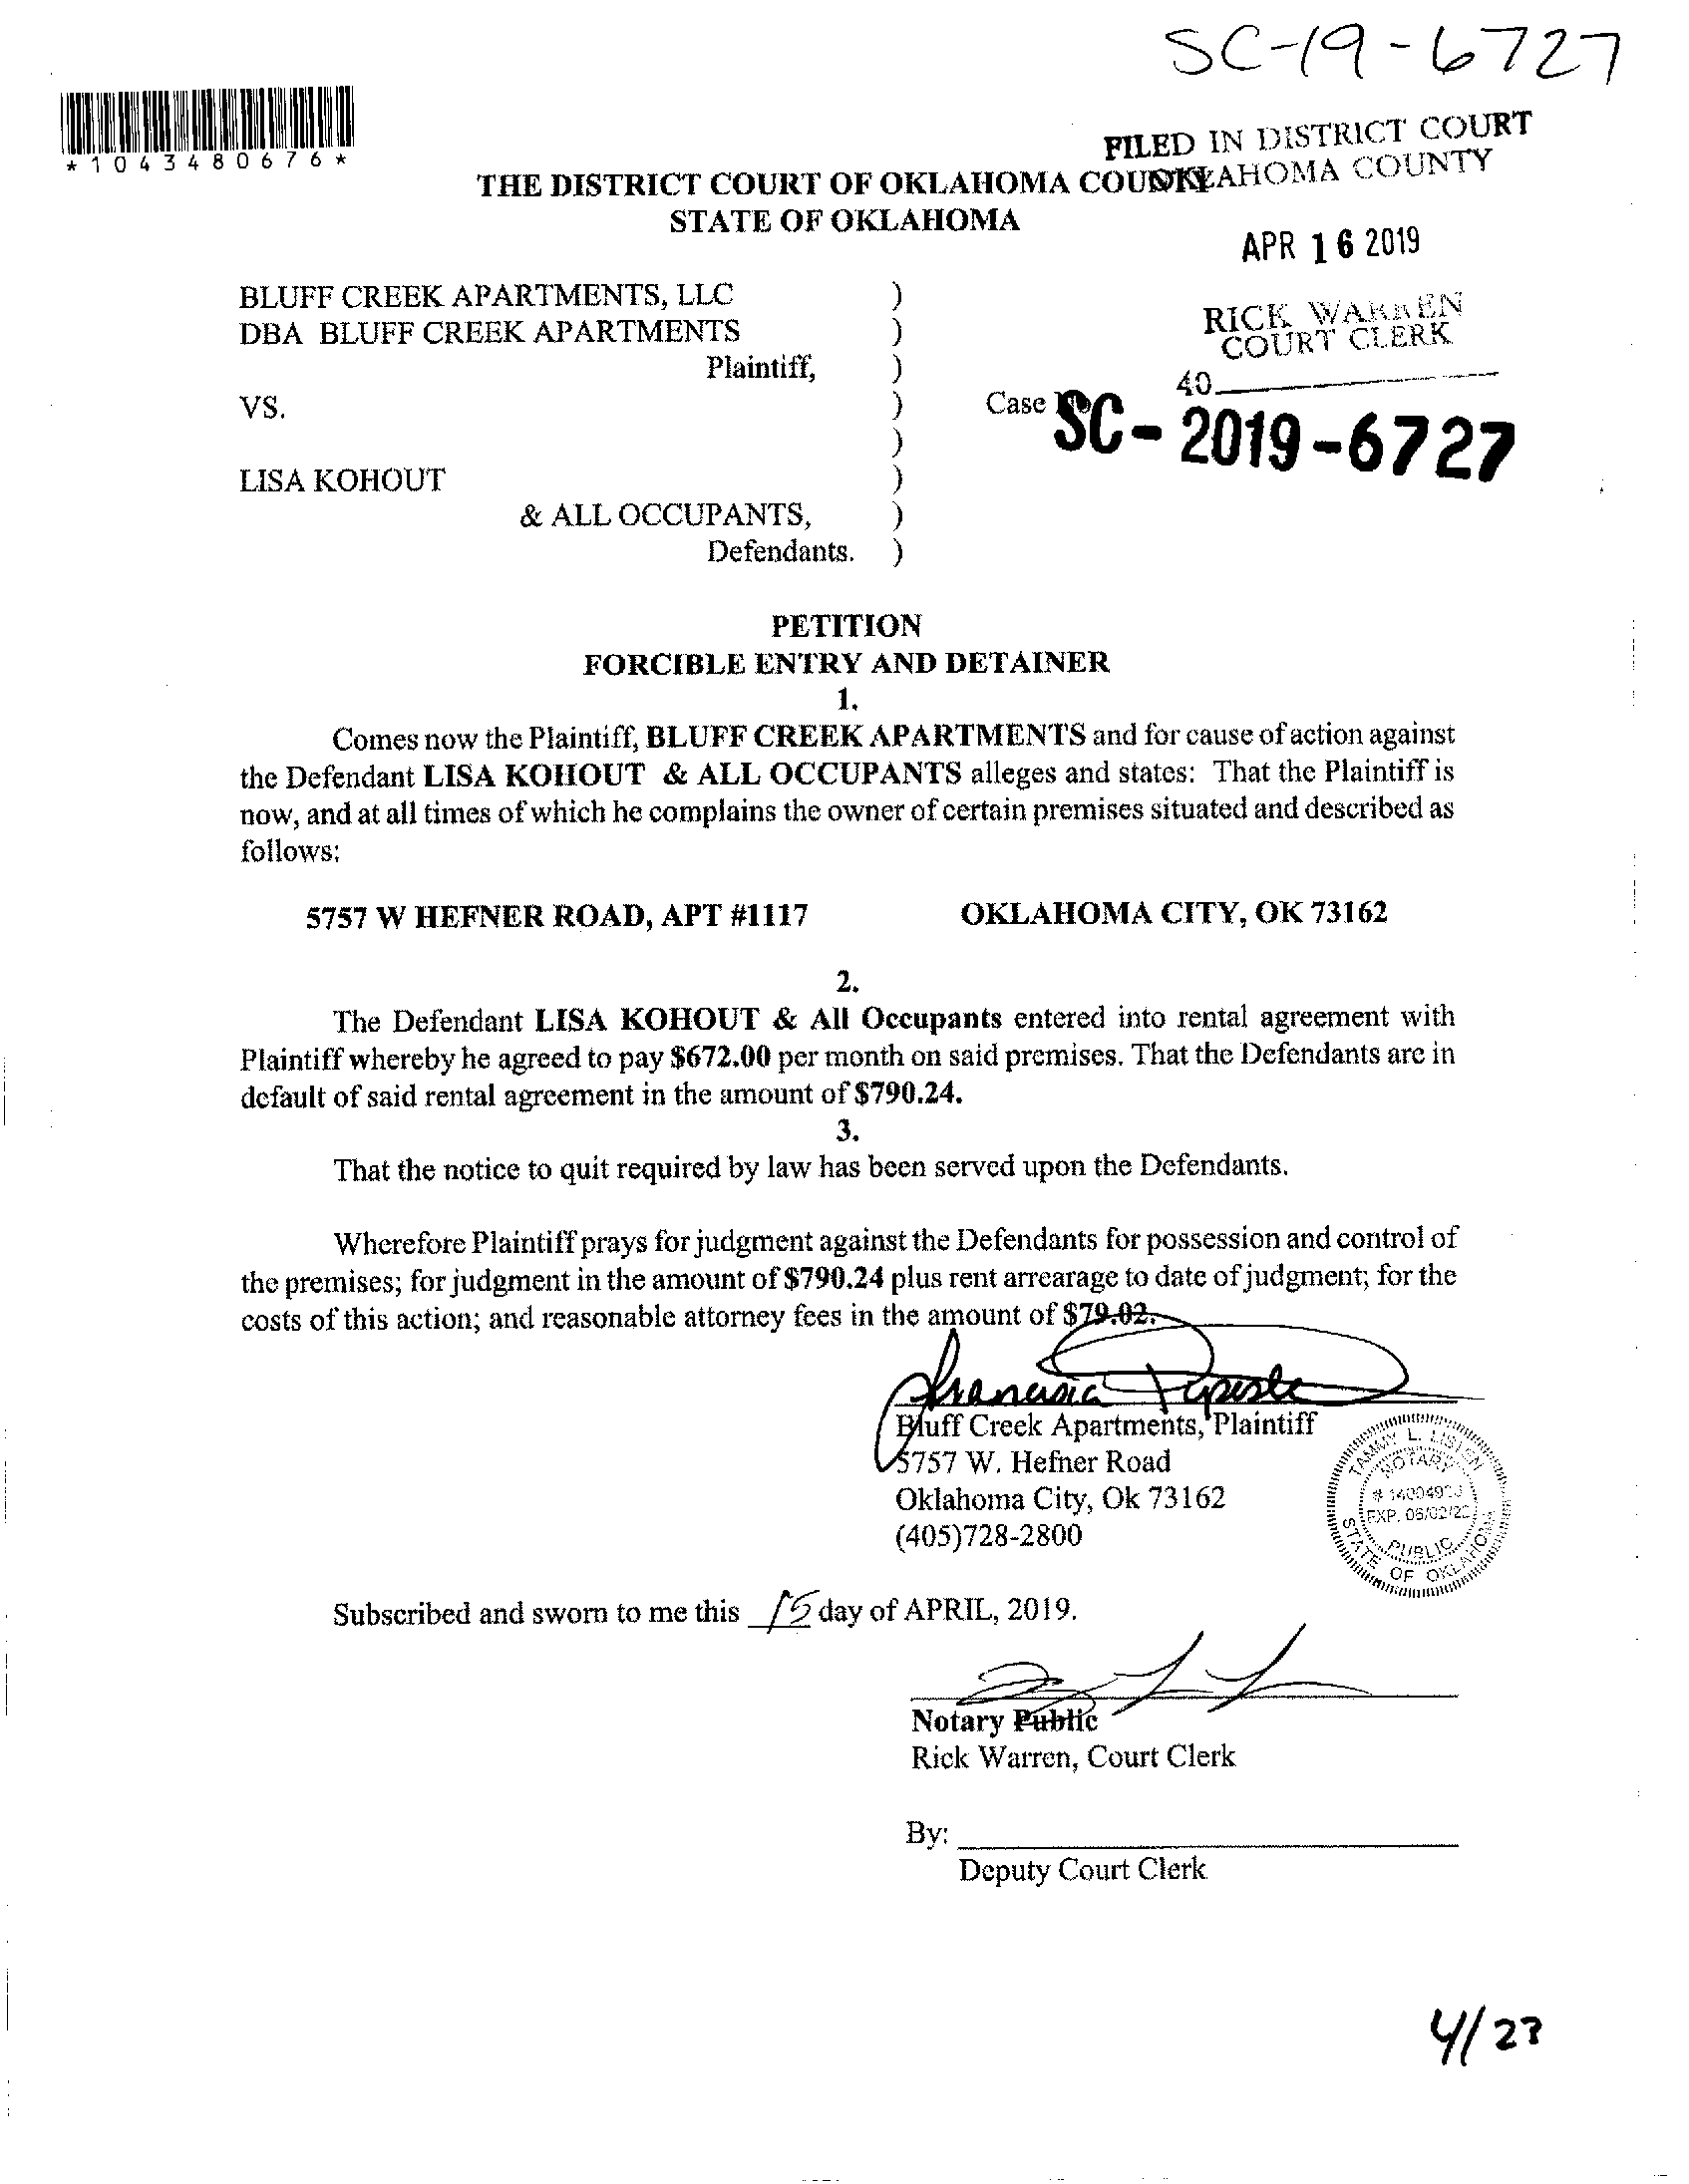 SC-19-6727
*1043480676*
FILED IN DISTRICT COURT
OKLAHOMA COUNTY
THE DISTRICT COURT OF OKLAHOMA COUNTY
STATE OF OKLAHOMA
APR 16 2019
BLUFF CREEK APARTMENTS, LLC )
DBA BLUFF CREEK APARTMENTS )
RICK WARREN
COURT CLERK
Plaintiff, )
40
VS. ) Case No
SC-2019-6727
)
LISA KOHOUT )
& ALL OCCUPANTS, )
Defendants. )
PETITION
FORCIBLE ENTRY AND DETAINER
1.
Comes now the Plaintiff, BLUFF CREEK APARTMENTS and for cause of action against
the Defendant LISA KOHOUT & ALL OCCUPANTS alleges and states: That the Plaintiff is
now, and at all times of which he complains the owner of certain premises situated and described as
follows:
5757 W HEFNER ROAD, APT #1117 OKLAHOMA CITY, OK 73162
2.
The Defendant LISA KOHOUT & All Occupants entered into rental agreement with
Plaintiff whereby he agreed to pay $672.00 per month on said premises. That the Defendants are in
default of said rental agreement in the amount of $790.24.
3.
That the notice to quit required by law has been served upon the Defendants.
Wherefore Plaintiff prays for judgment against the Defendants for possession and control of
the premises; for judgment in the amount of $790.24 plus rent arrearage to date of judgment; for the
costs of this action; and reasonable attorney fees in the amount of $79.02.
Bluff Creek Apartments, Plaintiff
5757 W. Hefner Road
Oklahoma City, Ok 73162
(405)728-2800
TAMMY L. LISTEN
NOTARY
PUBLIC
STATE OF OKLAHOMA
Subscribed and sworn to me this 15 day of APRIL, 2019.
Notary Public
Rick Warren, Court Clerk
By:
Deputy Court Clerk
4/23